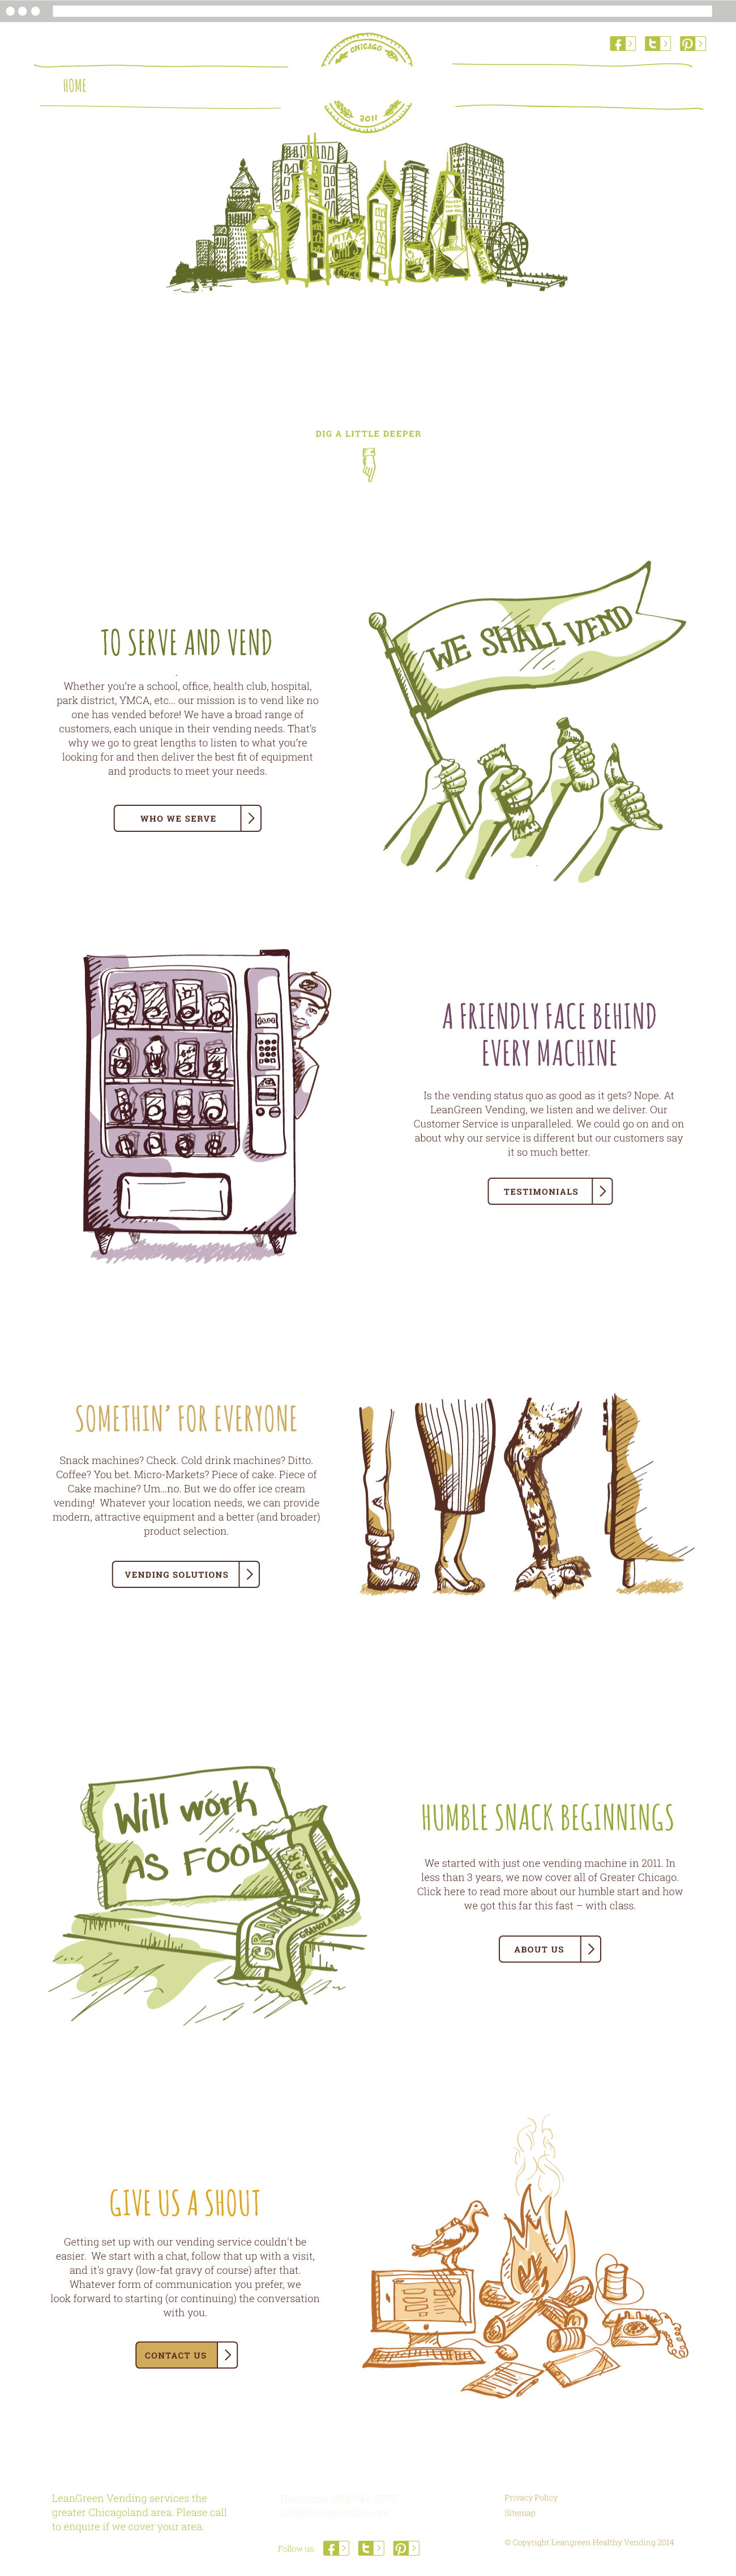 CHICAGO
HOME
2011
DIG A LITTLE DEEPER
WE SHALL VEND
TO SERVE AND VEND
Whether you're a school, office, health club, hospital,
park district, YMCA, etc... our mission is to vend like no
one has vended before! We have a broad range of
customers, each unique in their vending needs. That's
why we go to great lengths to listen to what you're
looking for and then deliver the best fit of equipment
and products to meet your needs.
WHO WE SERVE
$0.00
A FRIENDLY FACE BEHIND
EVERY MACHINE
Is the vending status quo as good as it gets? Nope. At
LeanGreen Vending, we listen and we deliver. Our
Customer Service is unparalleled. We could go on and on
about why our service is different but our customers say
it so much better.
TESTIMONIALS
SOMETHIN' FOR EVERYONE
Snack machines? Check. Cold drink machines? Ditto.
Coffee? You bet. Micro-Markets? Piece of cake. Piece of
Cake machine? Um...no. But we do offer ice cream
vending!  Whatever your location needs, we can provide
modern, attractive equipment and a better (and broader)
product selection.
VENDING SOLUTIONS
Will work
AS FOOD
GRANOLA BAR
HUMBLE SNACK BEGINNINGS
We started with just one vending machine in 2011. In
less than 3 years, we now cover all of Greater Chicago.
Click here to read more about our humble start and how
we got this far this fast – with class.
ABOUT US
GIVE US A SHOUT
Getting set up with our vending service couldn't be
easier.  We start with a chat, follow that up with a visit,
and it's gravy (low-fat gravy of course) after that.
Whatever form of communication you prefer, we
look forward to starting (or continuing) the conversation
with you.
CONTACT US
LeanGreen Vending services the
greater Chicagoland area. Please call
to enquire if we cover your area.
Follow us:
Privacy Policy
Sitemap
© Copyright Leangreen Healthy Vending 2014